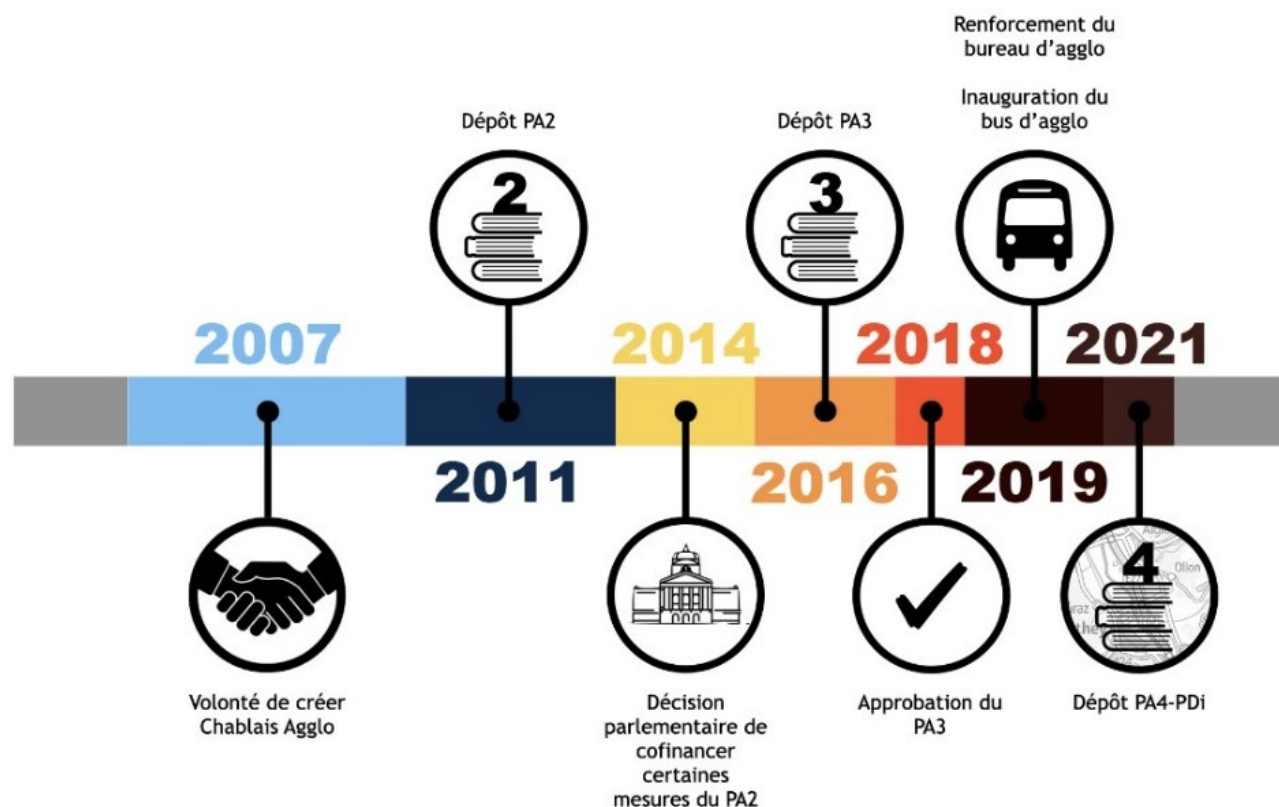 Renforcement du
bureau d'agglo
Inauguration du
bus d'agglo
Dépôt PA2
Dépôt PA3
2
3
2007
2014
2018
2021
2011
2016
2019
4
Ollon
Volonté de créer
Chablais Agglo
Décision
parlementaire de
cofinancer
certaines
mesures du PA2
Approbation du
PA3
Dépôt PA4-PDi